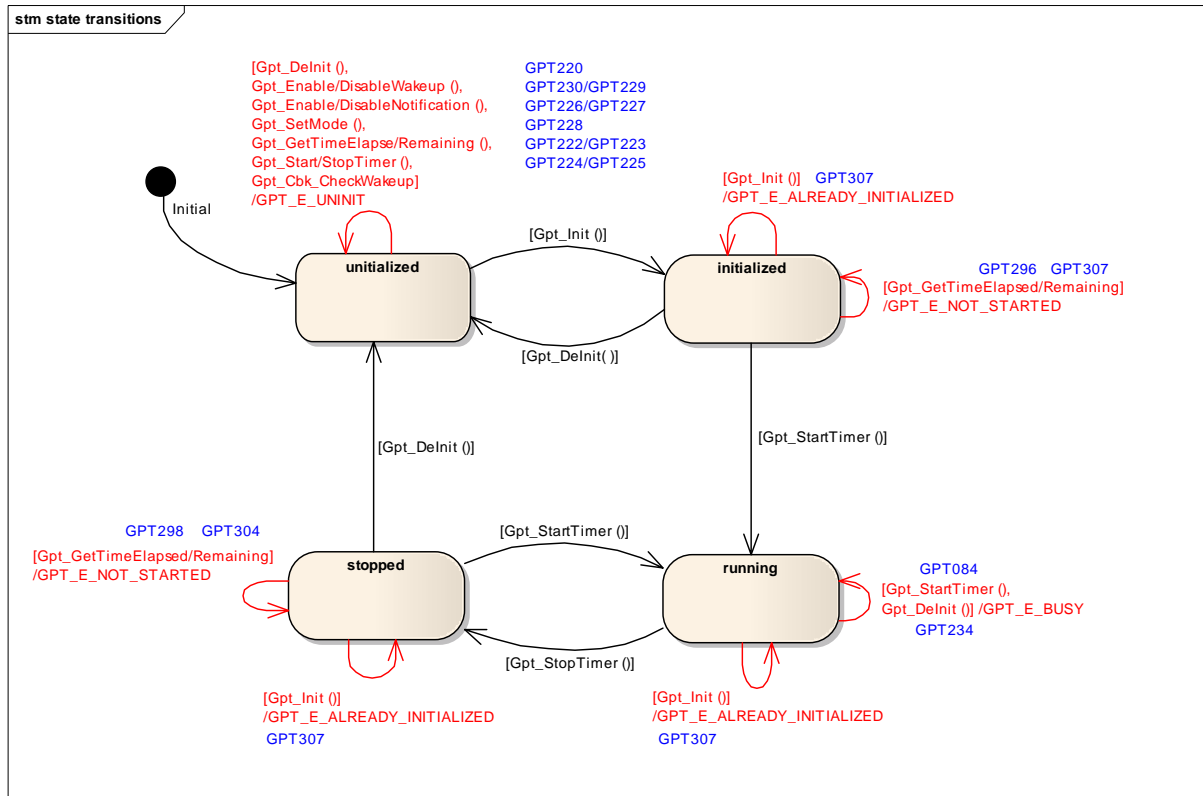 stm state transitions
[Gpt_DeInit (),
Gpt_Enable/DisableWakeup (),
Gpt_Enable/DisableNotification (),
Gpt_SetMode (),
Gpt_GetTimeElapse/Remaining (),
Gpt_Start/StopTimer (),
Gpt_Cbk_CheckWakeup]
/GPT_E_UNINIT
GPT220
GPT230/GPT229
GPT226/GPT227
GPT228
GPT222/GPT223
GPT224/GPT225
Initial
[Gpt_Init ()] GPT307
/GPT_E_ALREADY_INITIALIZED
[Gpt_Init ()]
unitialized
initialized
GPT296 GPT307
[Gpt_GetTimeElapsed/Remaining]
/GPT_E_NOT_STARTED
[Gpt_DeInit( )]
[Gpt_StartTimer ()]
[Gpt_DeInit ()]
GPT298 GPT304
[Gpt_GetTimeElapsed/Remaining]
/GPT_E_NOT_STARTED
[Gpt_StartTimer ()]
stopped
running
GPT084
[Gpt_StartTimer (),
Gpt_DeInit ()] /GPT_E_BUSY
GPT234
[Gpt_StopTimer ()]
[Gpt_Init ()]
/GPT_E_ALREADY_INITIALIZED
GPT307
[Gpt_Init ()]
/GPT_E_ALREADY_INITIALIZED
GPT307